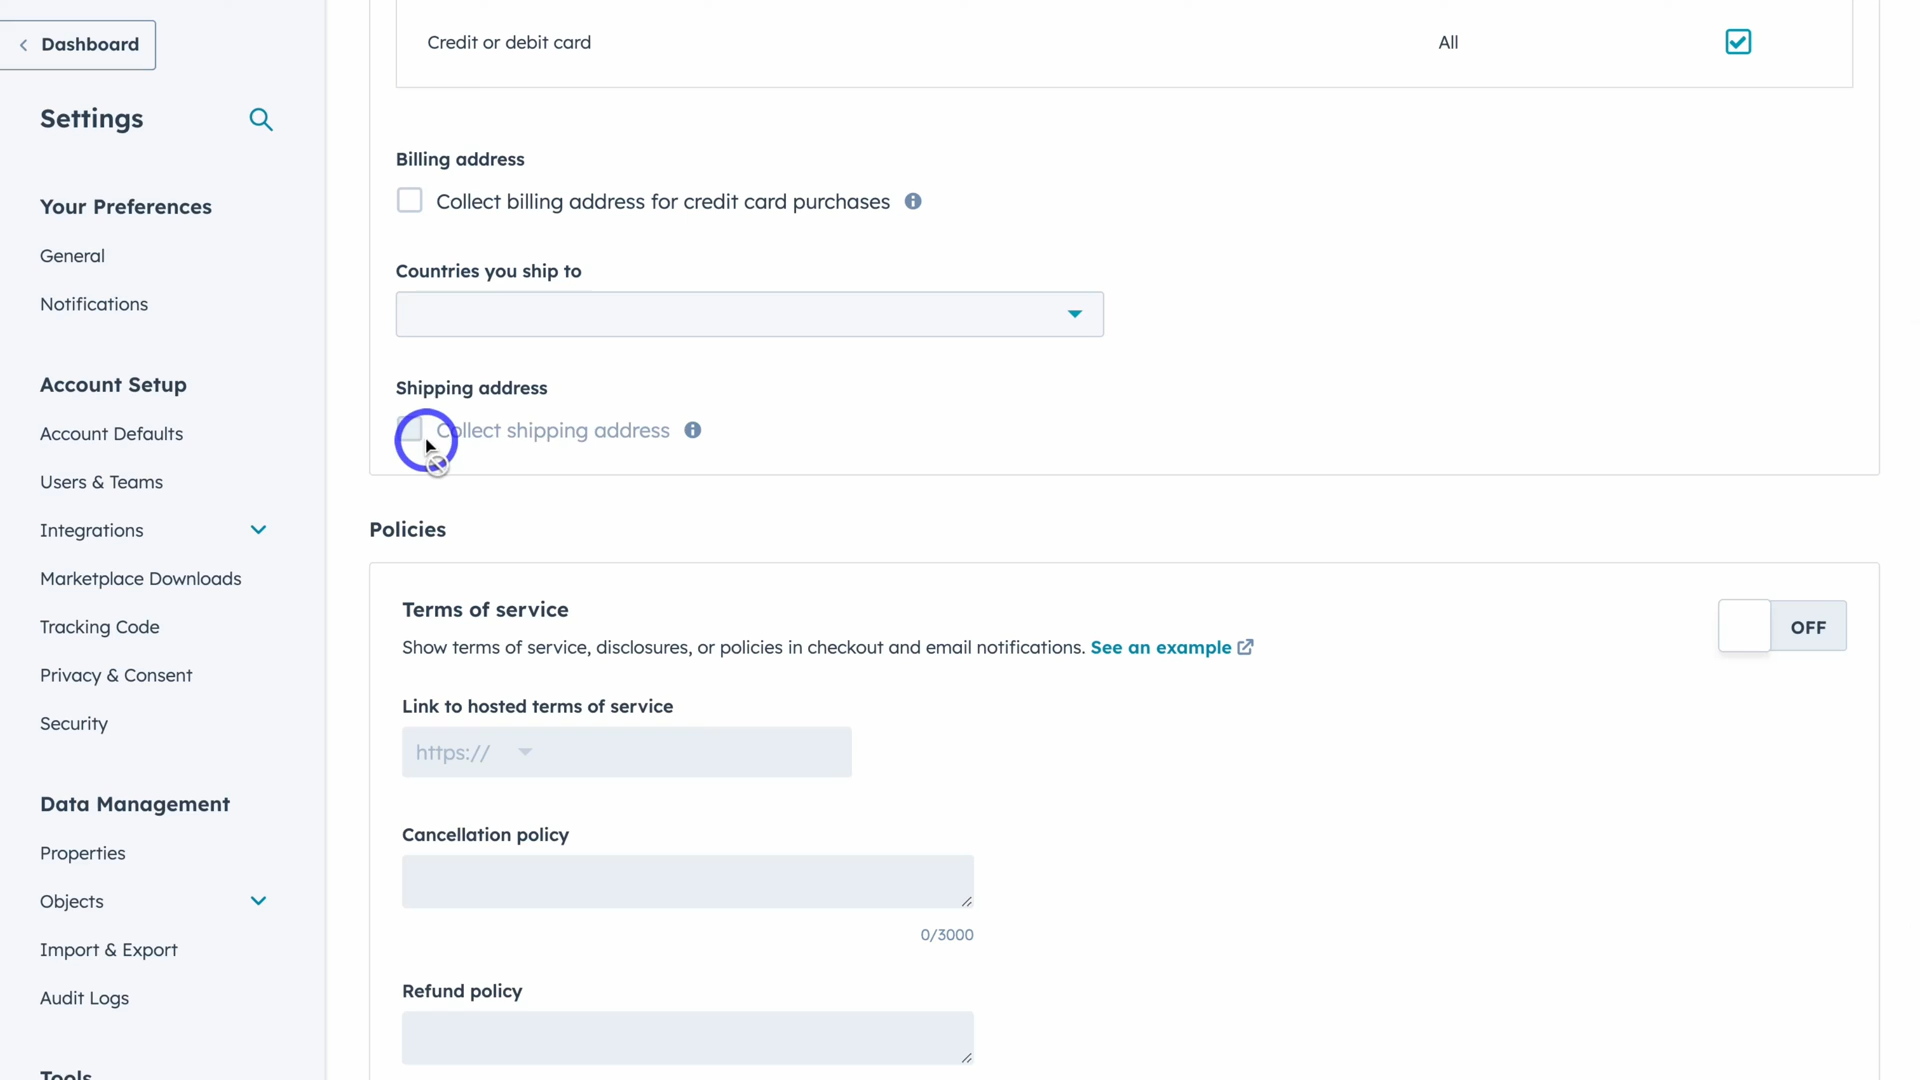 Dashboard
Settings
Your Preferences
General
Notifications
Account Setup
Account Defaults
Users & Teams
Integrations
Marketplace Downloads
Tracking Code
Privacy & Consent
Security
Data Management
Properties
Objects
Import & Export
Audit Logs
Tools
Credit or debit card All
Billing address
Collect billing address for credit card purchases
Countries you ship to
Shipping address
Collect shipping address
Policies
Terms of service
OFF
Show terms of service, disclosures, or policies in checkout and email notifications. See an example
Link to hosted terms of service
https://
Cancellation policy
0/3000
Refund policy